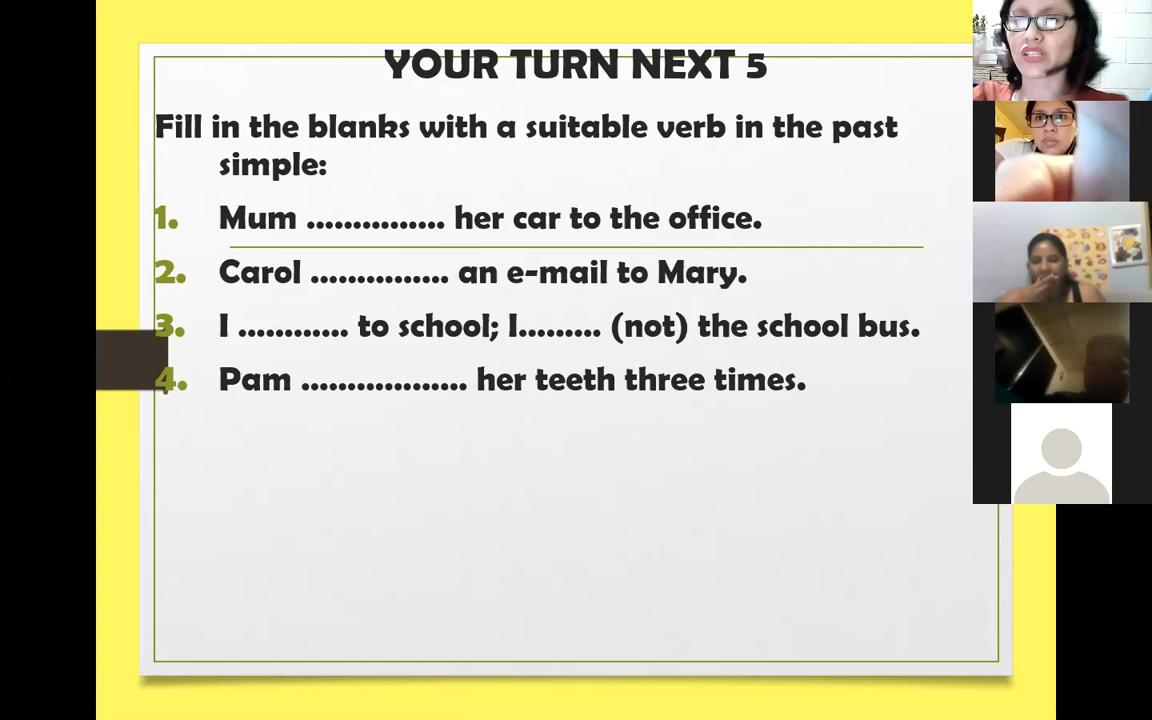 YOUR TURN NEXT 5
Fill in the blanks with a suitable verb in the past
simple:
1. Mum ............... her car to the office.
2. Carol ............... an e-mail to Mary.
3. I ............ to school; I......... (not) the school bus.
4. Pam .................. her teeth three times.